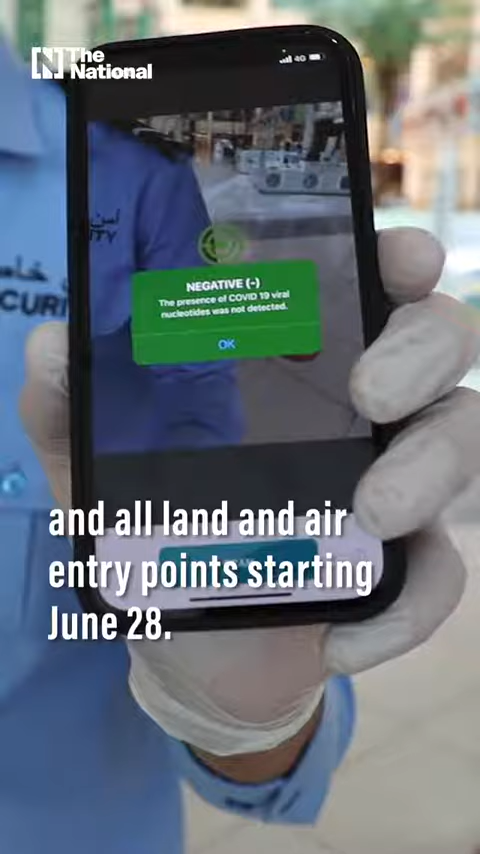 The
National
4G
NEGATIVE (-)
The presence of COVID 19 viral
nucleotides was not detected.
OK
and all land and air
entry points starting
June 28.